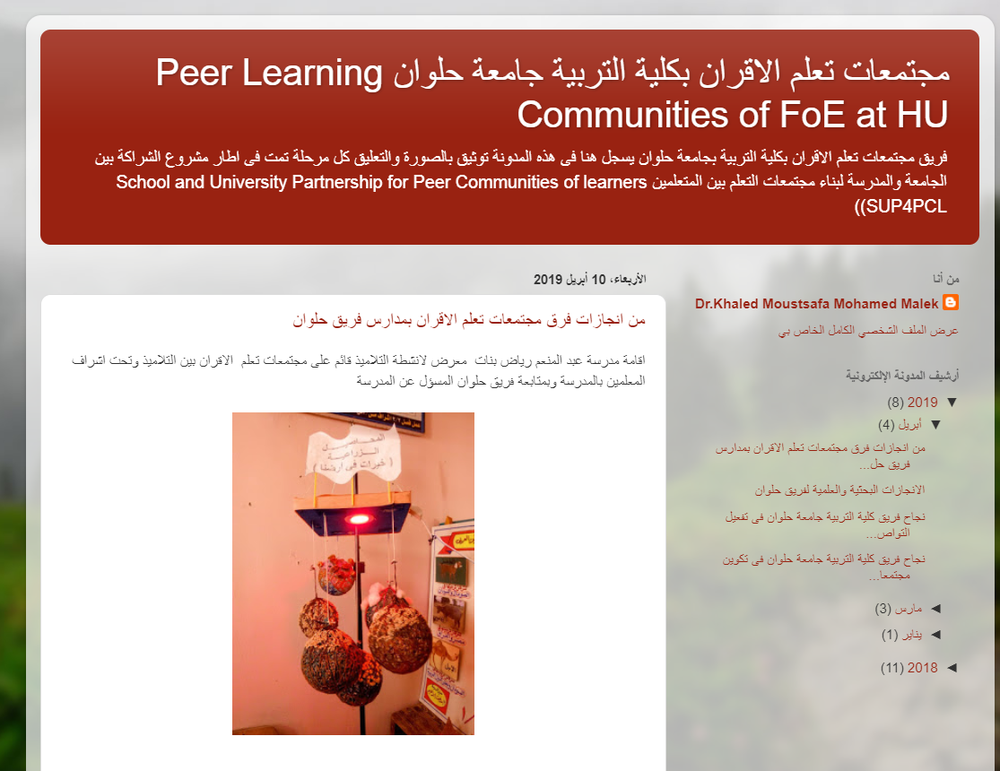 مجتمعات تعلم الاقران بكلية التربية جامعة حلوان Peer Learning
Communities of FoE at HU
فريق مجتمعات تعلم الاقران بكلية التربية بجامعة حلوان يسجل هنا فى هذه المدونة توثيق بالصورة والتعليق كل مرحلة تمت فى اطار مشروع الشراكة بين
الجامعة والمدرسة لبناء مجتمعات التعلم بين المتعلمين School and University Partnership for Peer Communities of learners
SUP4PCL))
من أنا
Dr.Khaled Moustsafa Mohamed Malek
عرض الملف الشخصي الكامل الخاص بي
أرشيف المدونة الإلكترونية
▼ 2019 (8)
▼ أبريل (4)
من انجازات فرق مجتمعات تعلم الاقران بمدارس
فريق حل...
الانجازات البحثية والعلمية لفريق حلوان
نجاح فريق كلية التربية جامعة حلوان فى تفعيل
التواص...
نجاح فريق كلية التربية جامعة حلوان فى تكوين
مجتمعا...
◄ مارس (3)
◄ يناير (1)
◄ 2018 (11)
الأربعاء، 10 أبريل 2019
من انجازات فرق مجتمعات تعلم الاقران بمدارس فريق حلوان
اقامة مدرسة عبد المنعم رياض بنات معرض لانشطة التلاميذ قائم على مجتمعات تعلم الاقران بين التلاميذ وتحت اشراف
المعلمين بالمدرسة وبمتابعة فريق حلوان المسؤل عن المدرسة
المحاصيل
الزراعية
( خيرات فى ارضنا )